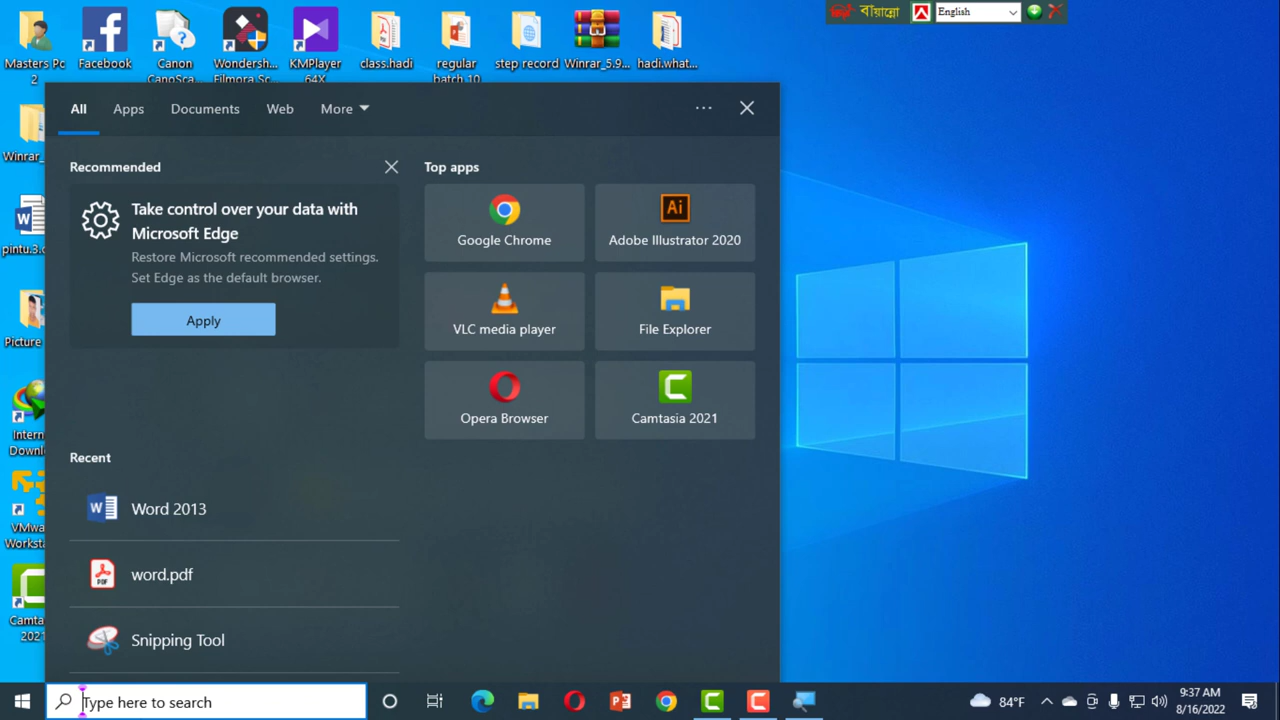 বাঁয়ান্নো
English
Masters Pc
2
Facebook
Canon
CanoSca...
Wondersh...
Filmora Sc...
KMPlayer
64X
class.hadi
regular
batch 10
step record
Winrar_5.9...
hadi.what...
Winrar_
pintu.3.c
Picture
Intern
Downl
VMwa
Worksta
Camta
2021
All
Apps
Documents
Web
More
Recommended
Take control over your data with
Microsoft Edge
Restore Microsoft recommended settings.
Set Edge as the default browser.
Apply
Top apps
Google Chrome
Ai
Adobe Illustrator 2020
VLC media player
File Explorer
Opera Browser
Camtasia 2021
Recent
Word 2013
word.pdf
Snipping Tool
Type here to search
84°F
9:37 AM
8/16/2022